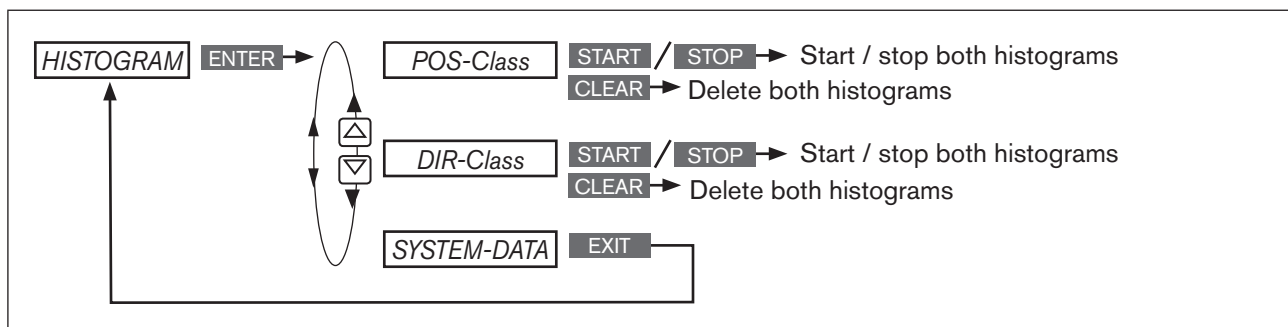 HISTOGRAM ENTER POS-Class START / STOP Start / stop both histograms
CLEAR Delete both histograms
DIR-Class START / STOP Start / stop both histograms
CLEAR Delete both histograms
SYSTEM-DATA EXIT